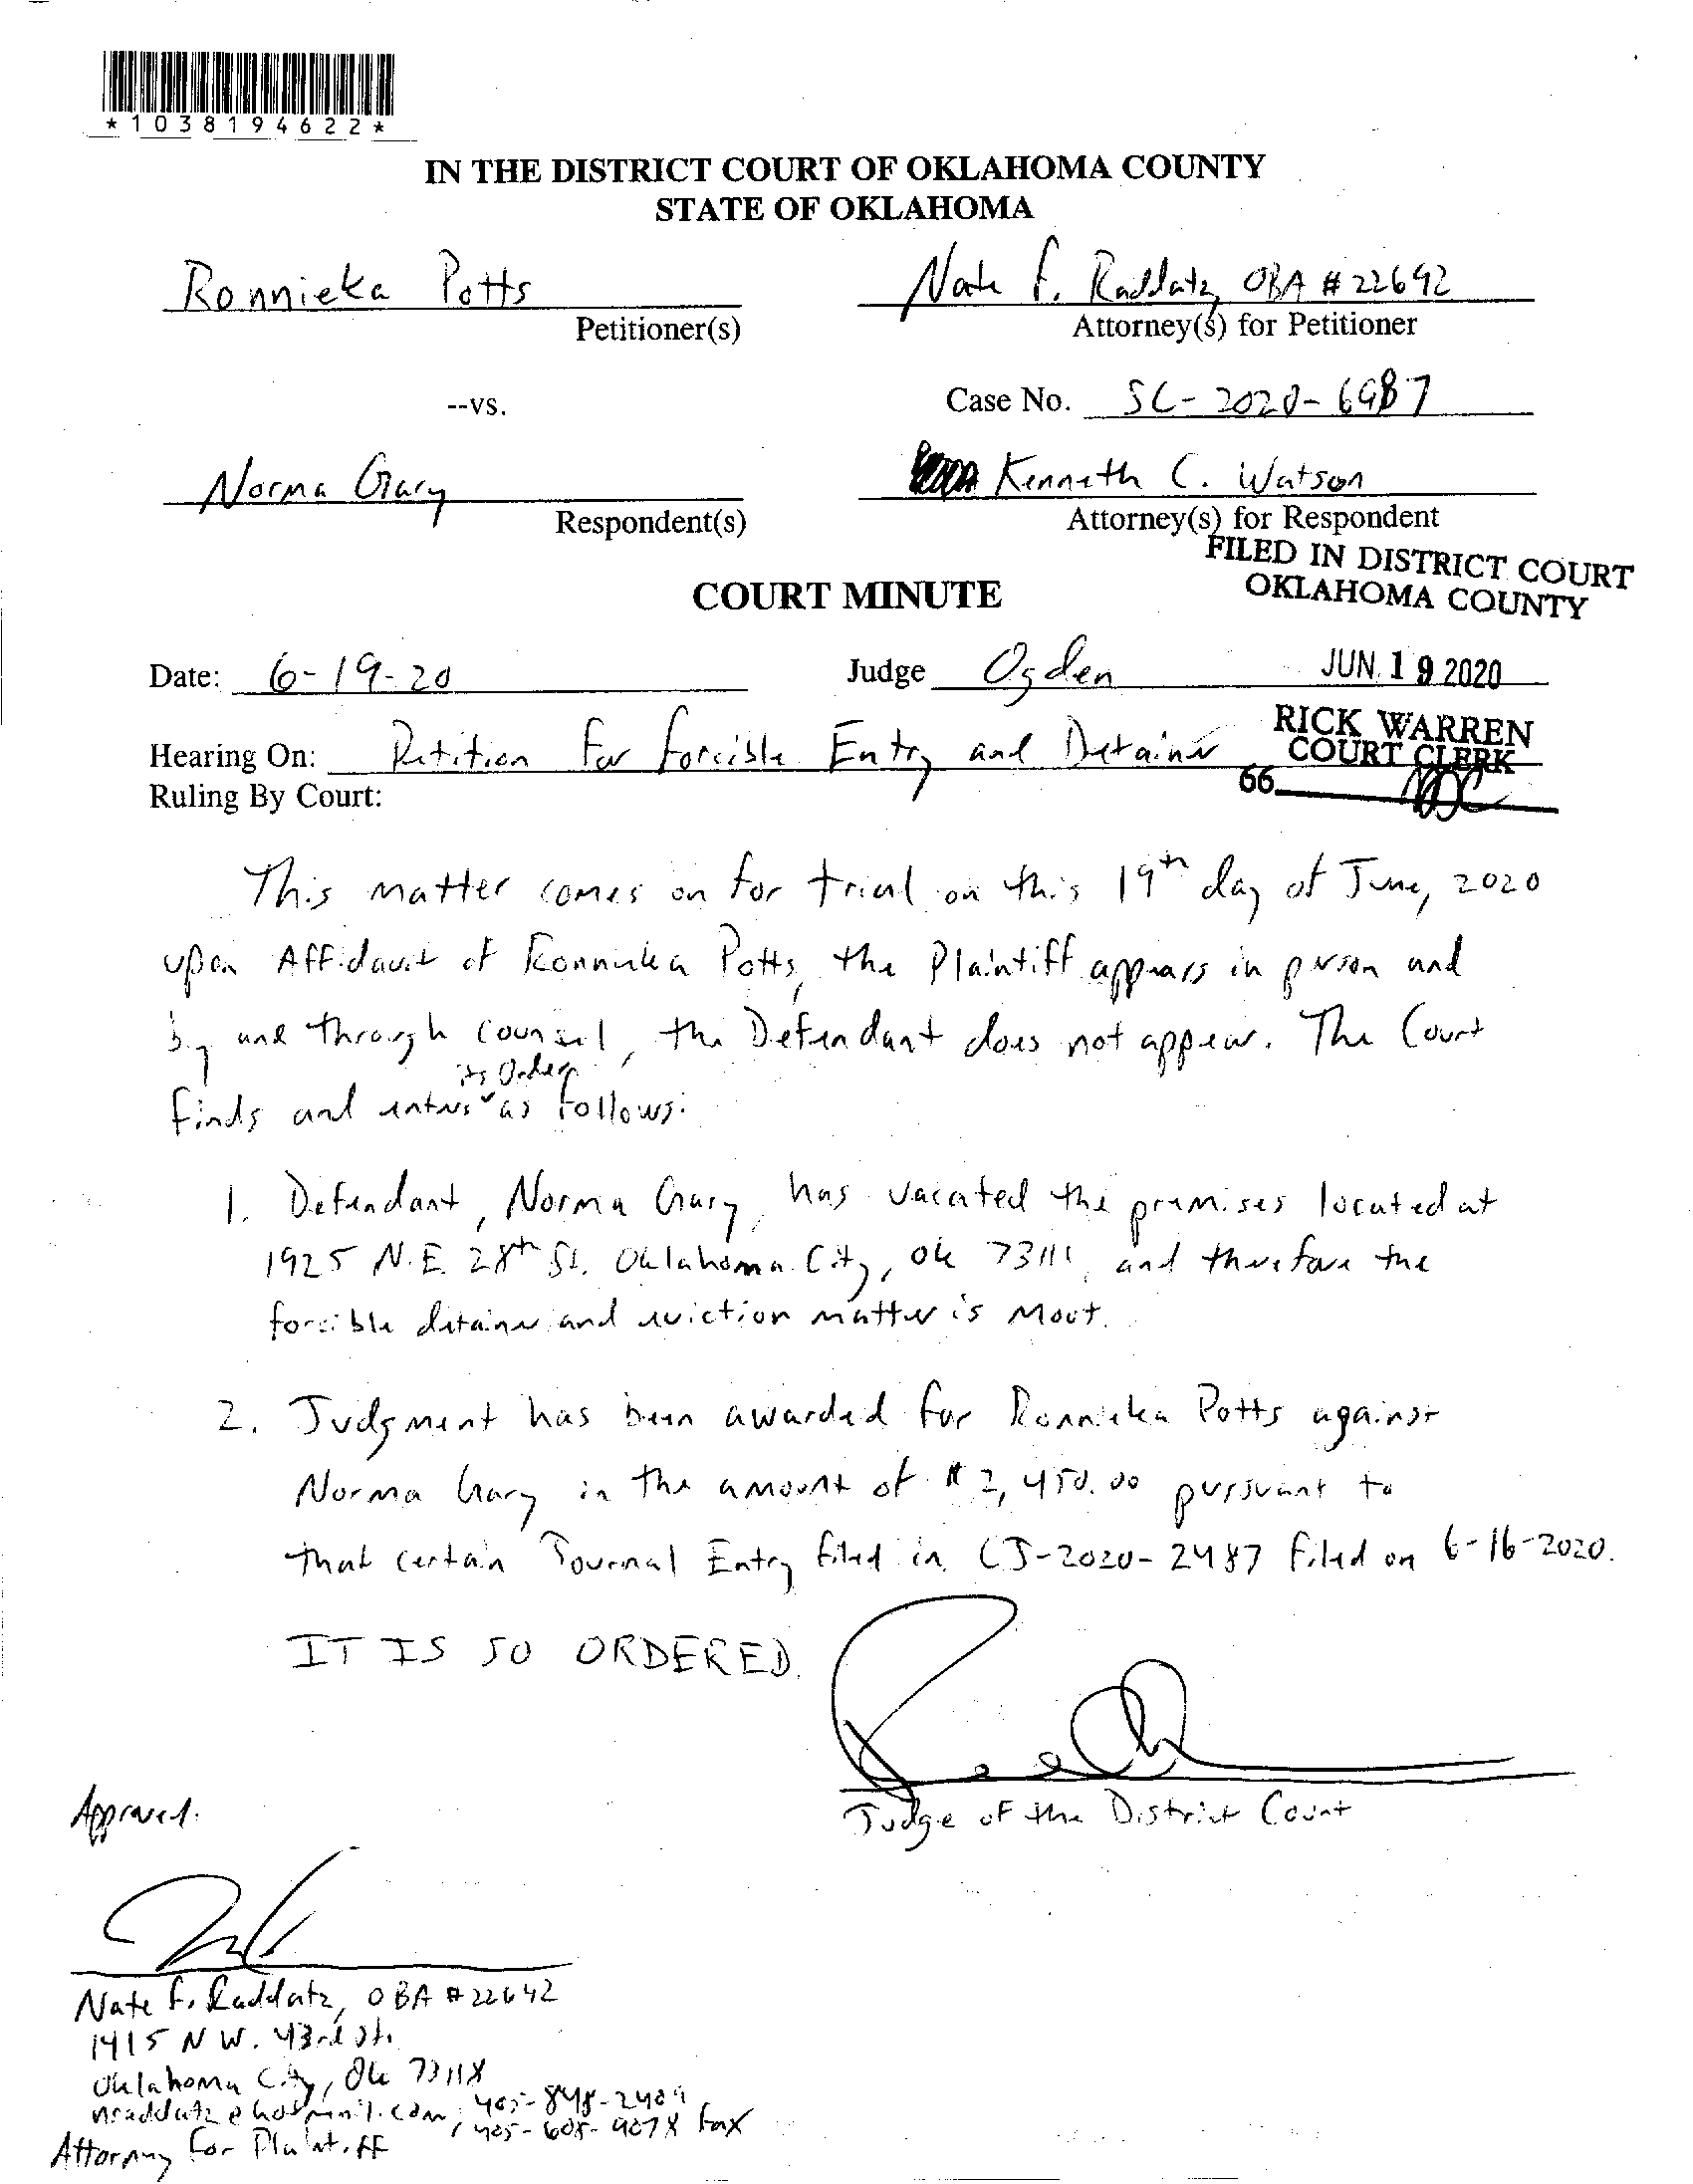 *1038194622*
IN THE DISTRICT COURT OF OKLAHOMA COUNTY
STATE OF OKLAHOMA
Ronnieka Potts
Petitioner(s)
Nate F. Raddatz, OBA #22642
Attorney(s) for Petitioner
--vs.
Case No. SC-2020-6987
Norma Gary
Respondent(s)
Kenneth C. Watson
Attorney(s) for Respondent
FILED IN DISTRICT COURT
OKLAHOMA COUNTY
COURT MINUTE
Date: 6-19-20
Judge Ogden
JUN 19 2020
Hearing On: Petition for Forcible Entry and Detainer
RICK WARREN
COURT CLERK
66
Ruling By Court:
This matter comes on for trial on this 19th day of June, 2020
upon Affidavit of Ronnieka Potts, the Plaintiff appears in person and
by and through counsel, the Defendant does not appear. The Court
finds and enters its Order as follows:
1. Defendant, Norma Gary, has vacated the premises located at
1925 N.E. 28th St. Oklahoma City, OK 73111, and therefore the
forcible detainer and eviction matter is moot.
2. Judgment has been awarded for Ronnieka Potts against
Norma Gary in the amount of $2,450.00 pursuant to
that certain Journal Entry filed in CJ-2020-2487 filed on 6-16-2020.
IT IS SO ORDERED.
Judge of the District Court
Approved:
Nate F. Raddatz, OBA #22642
1415 N W. 43rd St.
Oklahoma City, OK 73118
nraddatz@hotmail.com, 405-848-2409
405-605-9078 fax
Attorney for Plaintiff